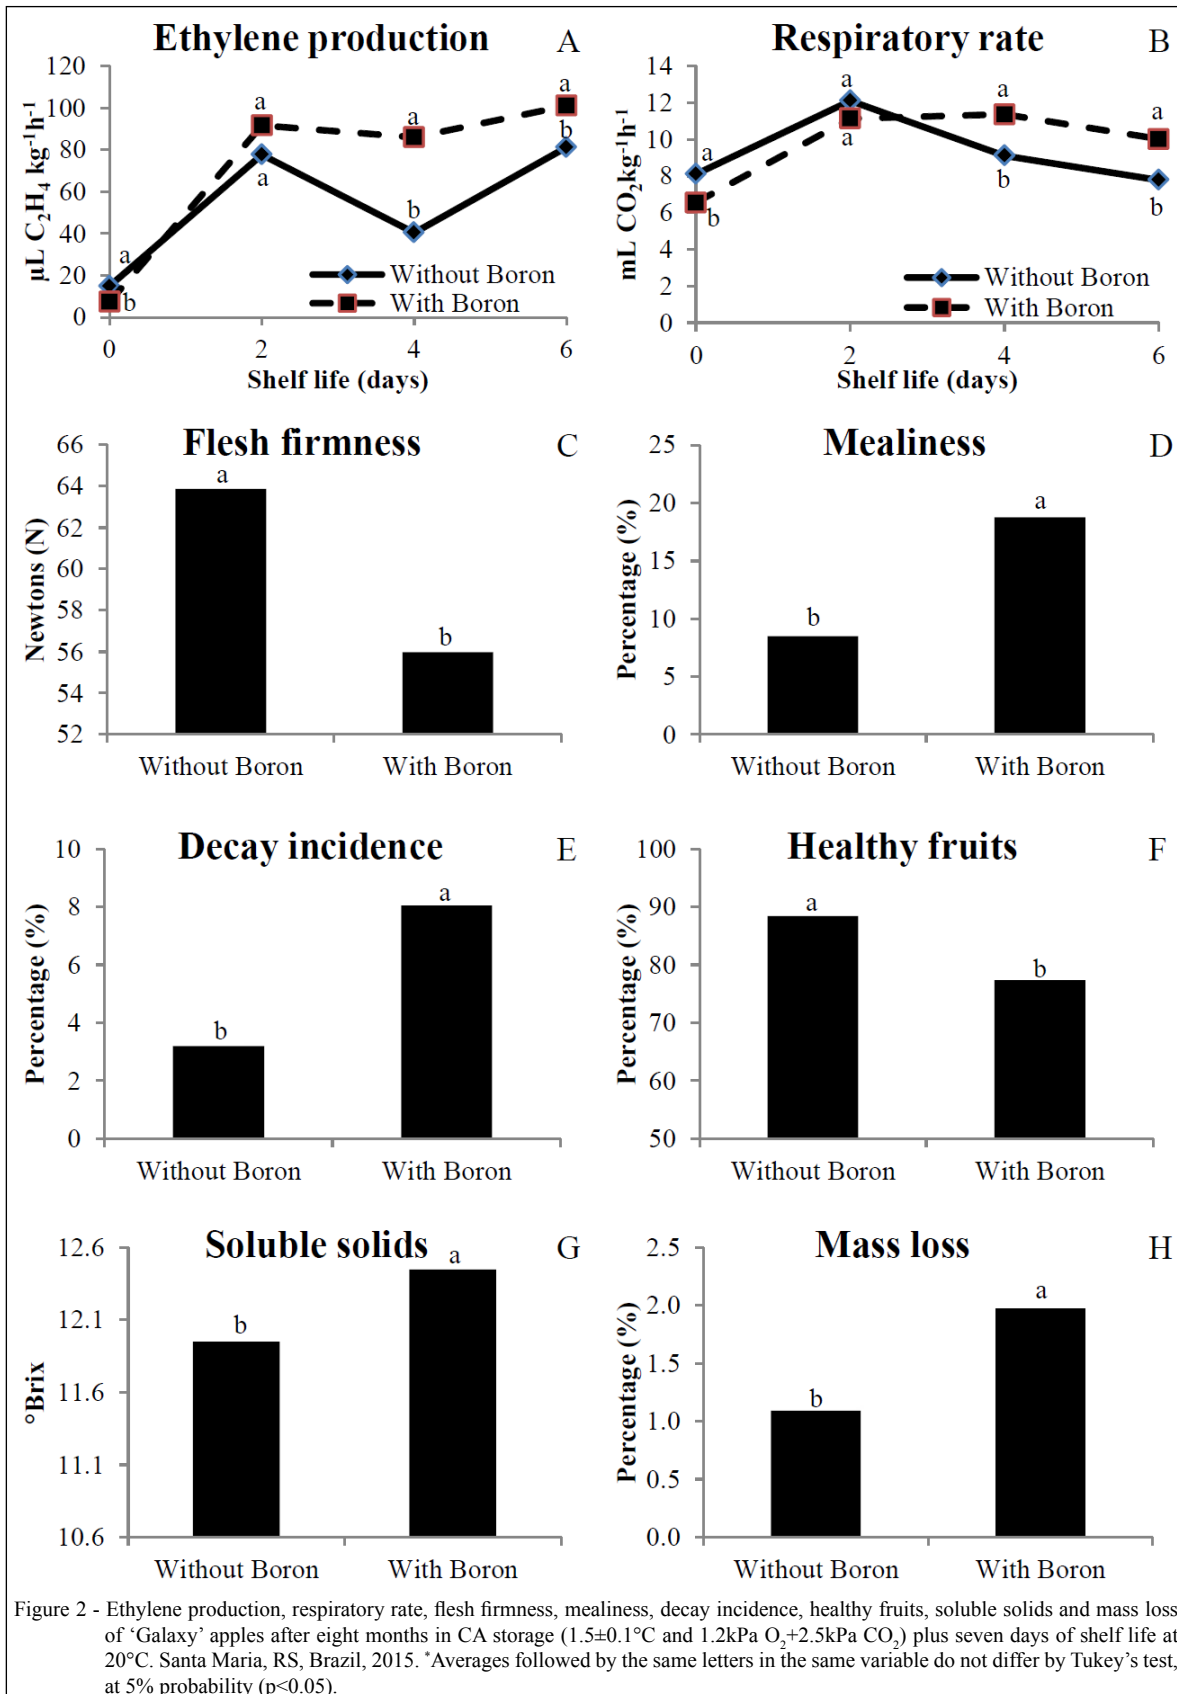 Ethylene production A
µL C₂H₄ kg⁻¹h⁻¹
120
100
80
60
40
20
0
a
b
a
a
a
b
a
b
Without Boron
With Boron
0 2 4 6
Shelf life (days)
Respiratory rate B
mL CO₂kg⁻¹h⁻¹
14
12
10
8
6
4
2
0
a
b
a
a
a
b
a
b
Without Boron
With Boron
0 2 4 6
Shelf life (days)
Flesh firmness C
Newtons (N)
66
64
62
60
58
56
54
52
a
b
Without Boron With Boron
Mealiness D
Percentage (%)
25
20
15
10
5
0
b
a
Without Boron With Boron
Decay incidence E
Percentage (%)
10
8
6
4
2
0
b
a
Without Boron With Boron
Healthy fruits F
Percentage (%)
100
90
80
70
60
50
a
b
Without Boron With Boron
Soluble solids G
°Brix
12.6
12.1
11.6
11.1
10.6
b
a
Without Boron With Boron
Mass loss H
Percentage (%)
2.5
2.0
1.5
1.0
0.5
0.0
b
a
Without Boron With Boron
Figure 2 - Ethylene production, respiratory rate, flesh firmness, mealiness, decay incidence, healthy fruits, soluble solids and mass loss
of ‘Galaxy’ apples after eight months in CA storage (1.5±0.1°C and 1.2kPa O₂+2.5kPa CO₂) plus seven days of shelf life at
20°C. Santa Maria, RS, Brazil, 2015. *Averages followed by the same letters in the same variable do not differ by Tukey’s test,
at 5% probability (p<0.05).